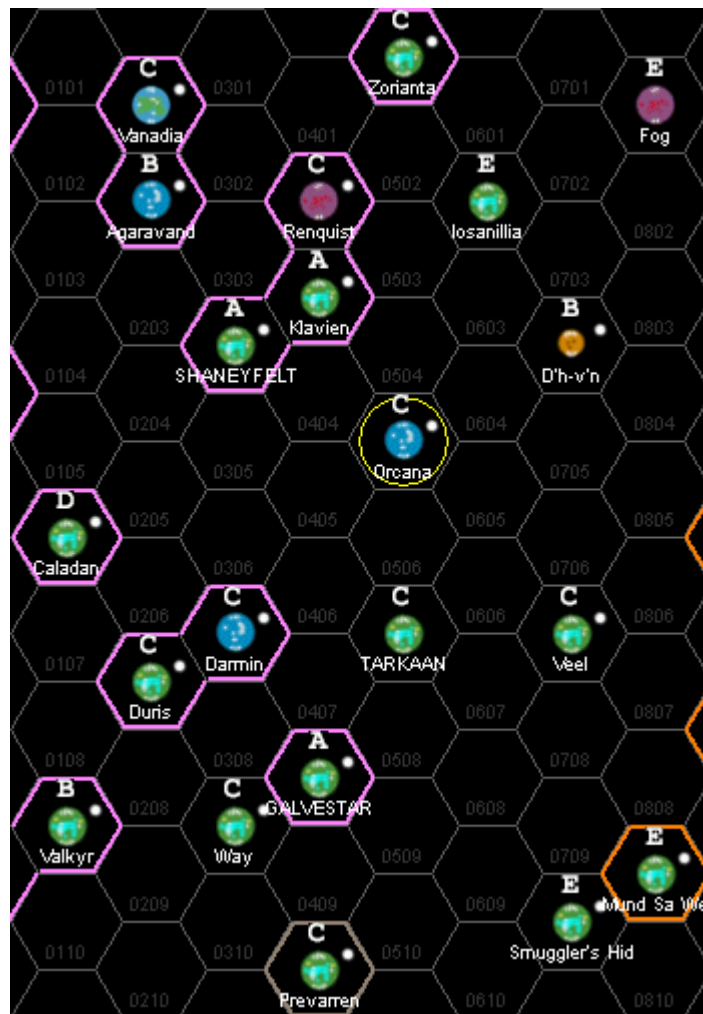 C
C
E
0101
0301
Zorianta
0701
Vanadia
0401
0601
Fog
B
C
E
0102
0302
0502
0702
Agaravand
Renquist
Iosanillia
0802
A
0103
0303
0503
0703
A
B
0203
Klavien
0603
0803
0104
SHANEYFELT
0504
D'h-v'n
C
0204
0404
0604
0804
0105
0305
Orcana
0705
D
0205
0405
0605
0805
Caladan
0306
0506
0706
C
C
C
0206
0406
0606
0806
C
0107
Darmin
TARKAAN
Veel
Duris
0407
0607
0807
A
0108
0308
0508
0708
B
C
0208
GALVESTAR
0608
0808
E
Valkyr
Way
0509
0709
E
0209
0409
0609
Mund Sa We
C
0110
0310
0510
Smuggler's Hid
0210
Prevarren
0610
0810